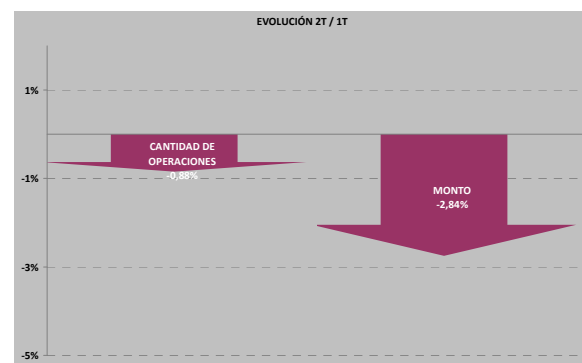 EVOLUCIÓN 2T / 1T
1%
CANTIDAD DE
OPERACIONES
-0,88%
-1%
MONTO
-2,84%
-3%
-5%